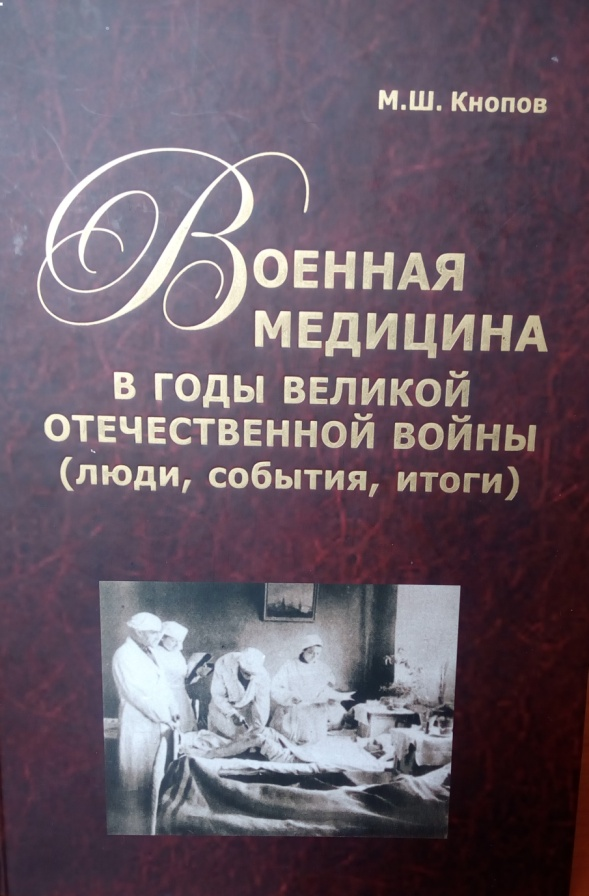 М.Ш. Кнопов
ВОЕННАЯ
МЕДИЦИНА
В ГОДЫ ВЕЛИКОЙ
ОТЕЧЕСТВЕННОЙ ВОЙНЫ
(люди, события, итоги)